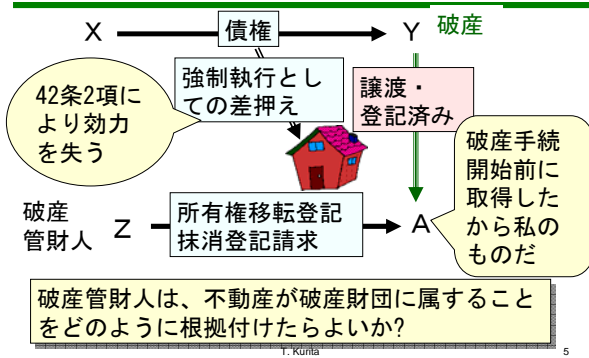 X
債権
Y
破産
42条2項に
より効力
を失う
強制執行とし
ての差押え
譲渡・
登記済み
破産手続
開始前に
取得した
から私の
ものだ
破産
管財人
Z
所有権移転登記
抹消登記請求
A
破産管財人は、不動産が破産財団に属すること
をどのように根拠付けたらよいか?
T. Kurita
5